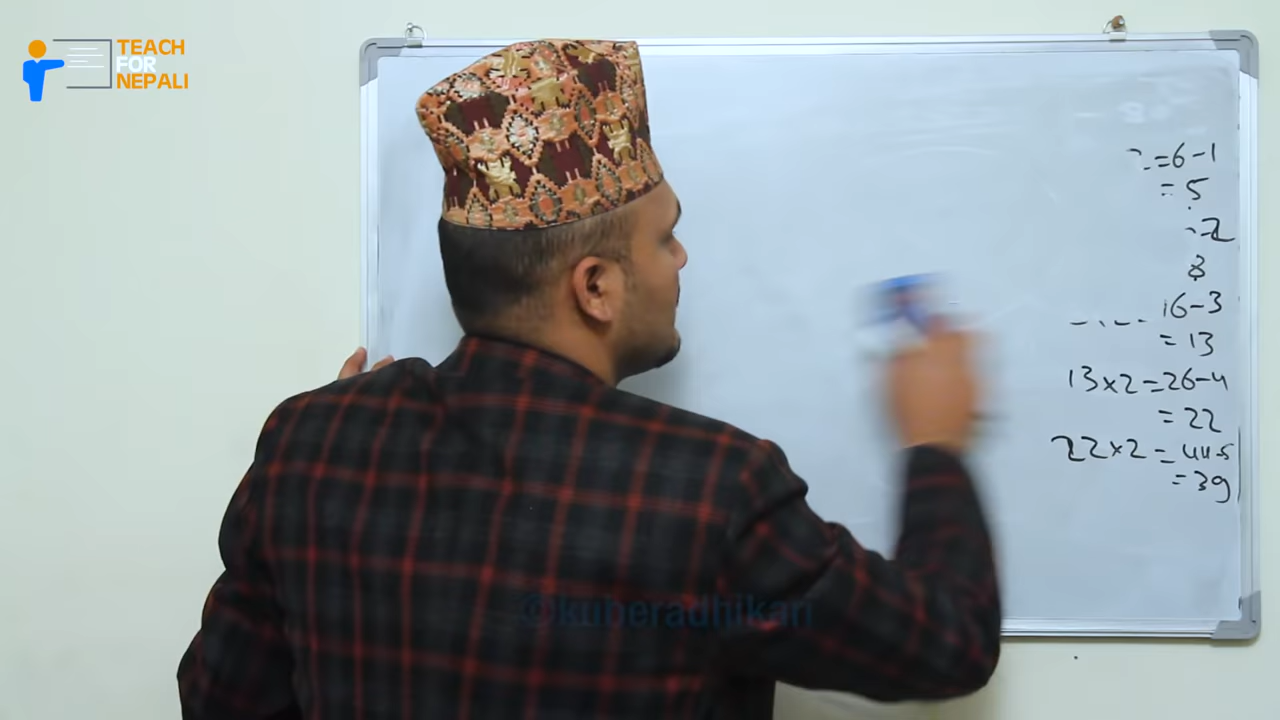 TEACH
FOR
NEPALI
=6-1
= 5
-2
8
16-3
= 13
13×2=26-4
= 22
22×2=44-5
=39
©kuberadhikari